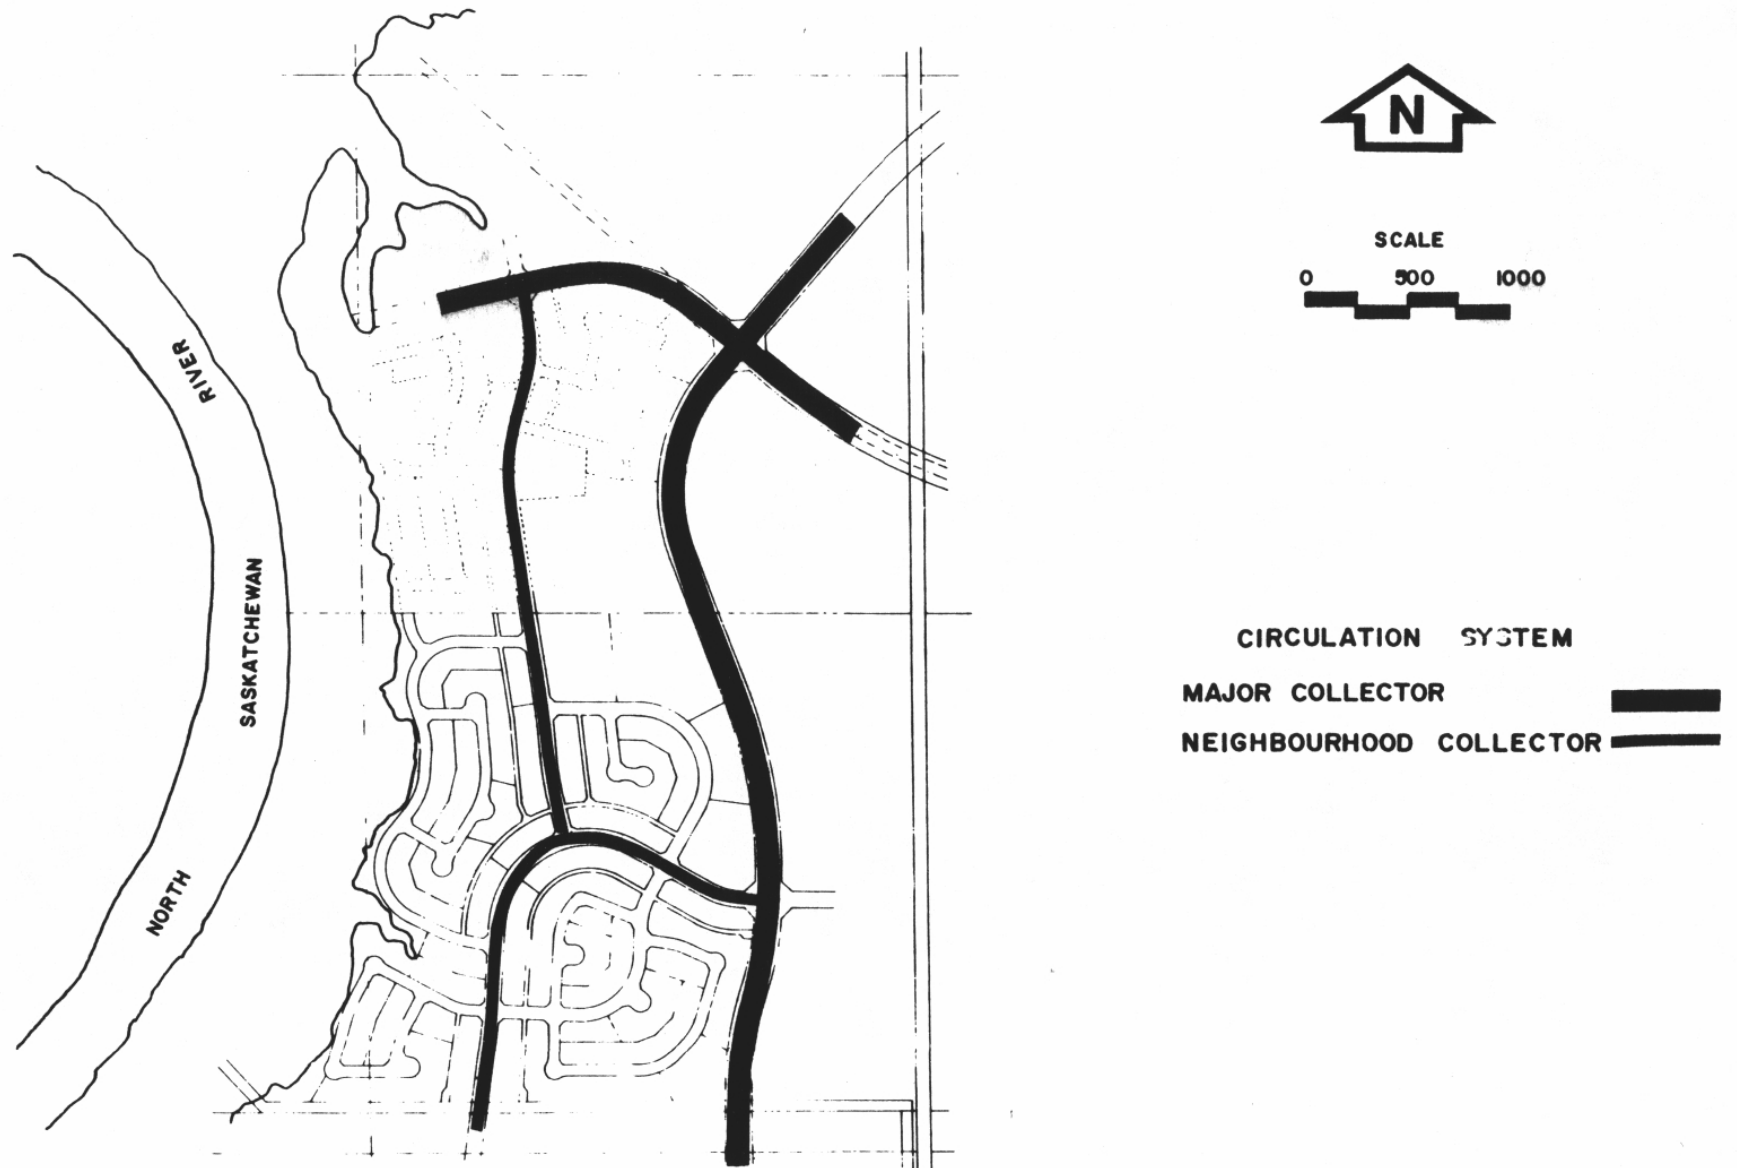 N
SCALE
0 500 1000
RIVER
SASKATCHEWAN
NORTH
CIRCULATION SYSTEM
MAJOR COLLECTOR
NEIGHBOURHOOD COLLECTOR